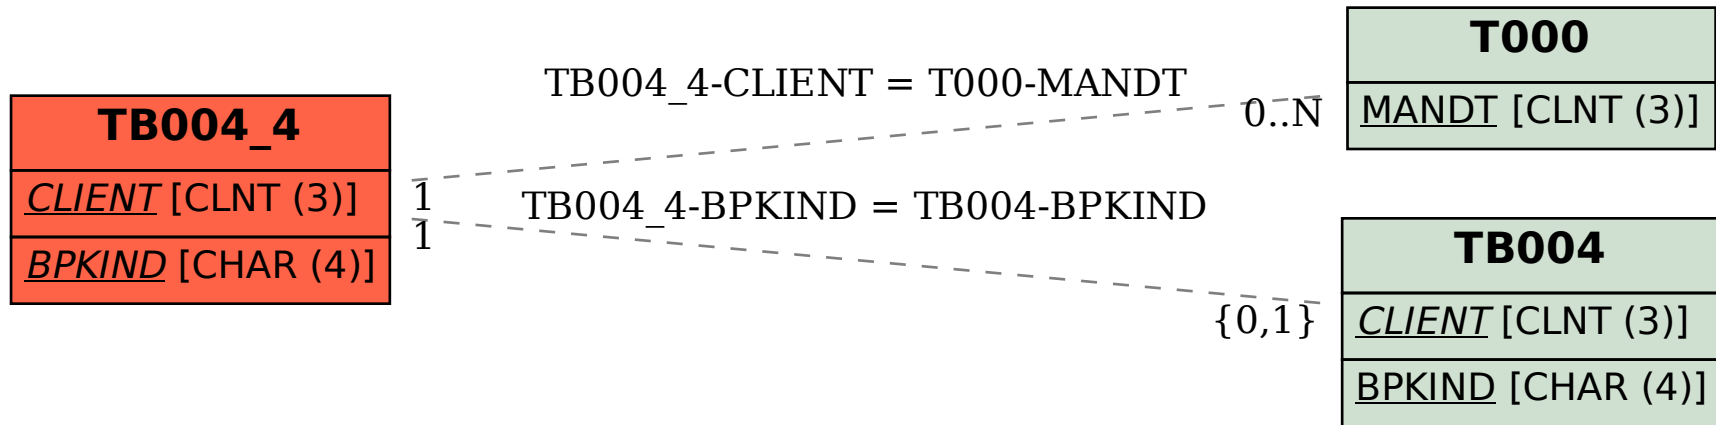 TB004_4
CLIENT [CLNT (3)]
BPKIND [CHAR (4)]
TB004_4-CLIENT = T000-MANDT
0..N
1
TB004_4-BPKIND = TB004-BPKIND
1
{0,1}
T000
MANDT [CLNT (3)]
TB004
CLIENT [CLNT (3)]
BPKIND [CHAR (4)]